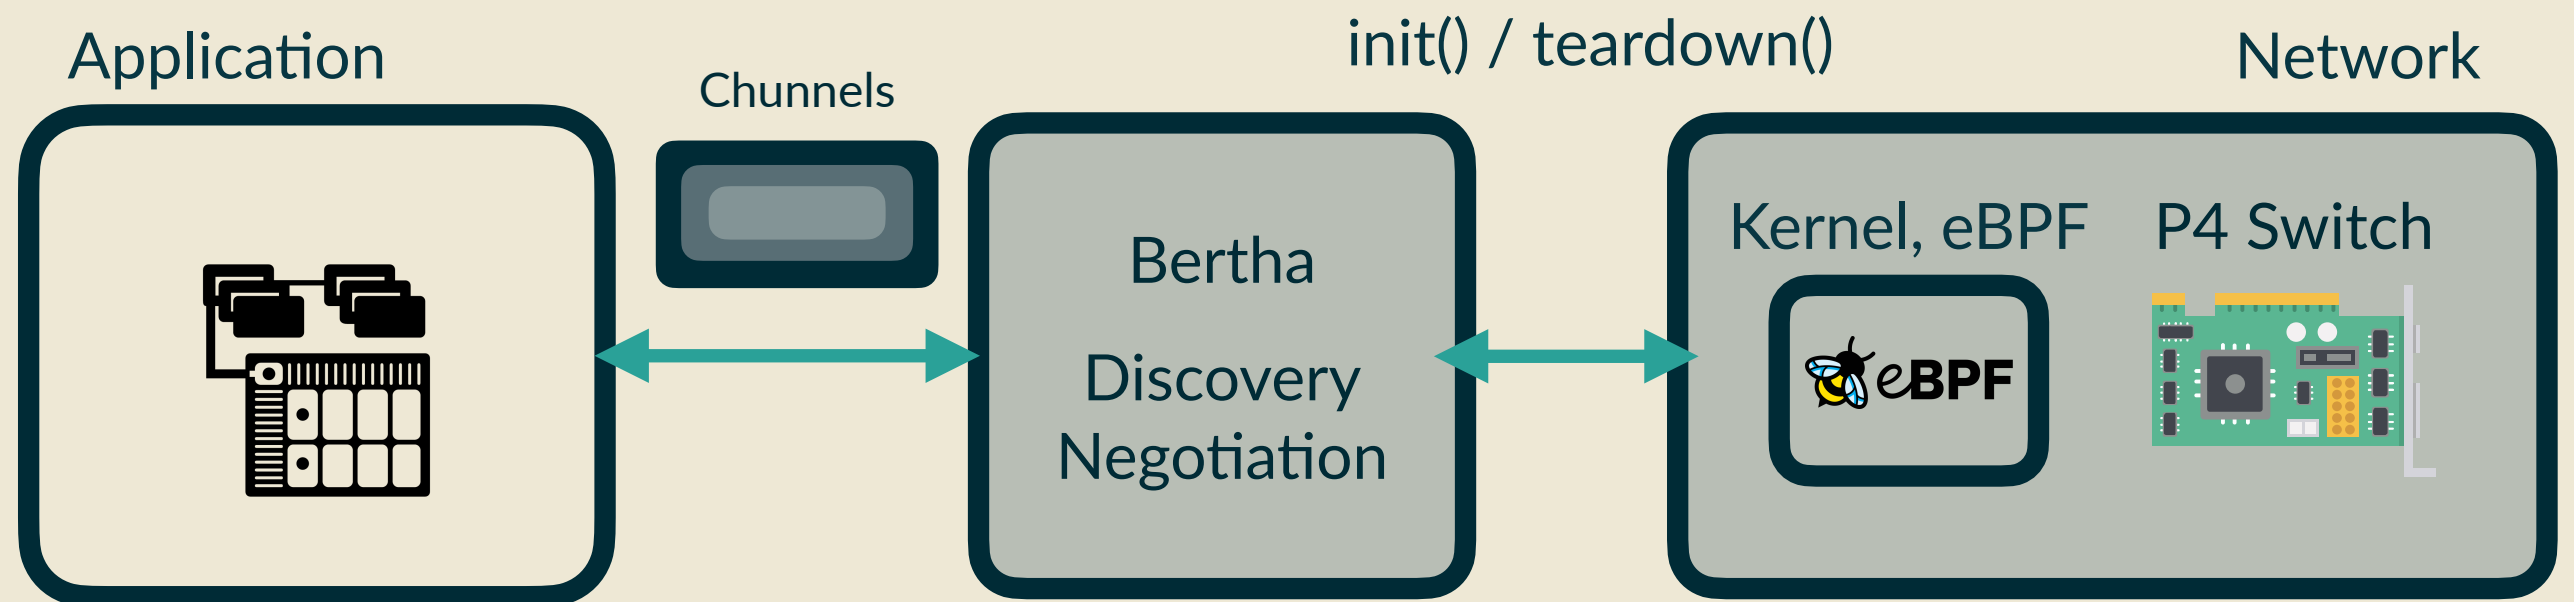 Application
Chunnels
init() / teardown()
Network
Bertha
Discovery
Negotiation
Kernel, eBPF
P4 Switch
eBPF